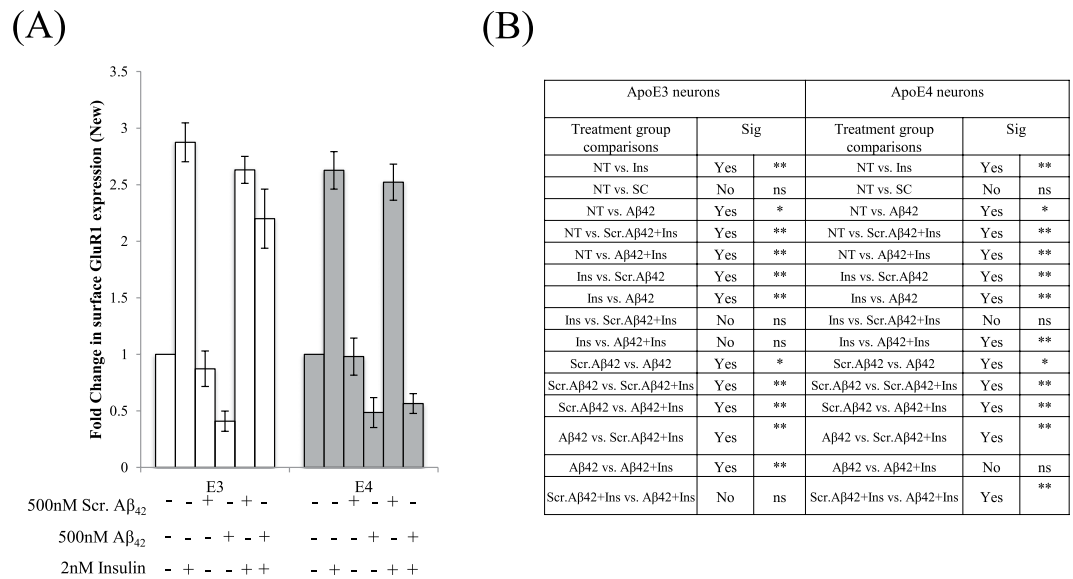 (A)
(B)
Fold Change in surface GluR1 expression (New)
3.5
3
2.5
2
1.5
1
0.5
0
E3 E4
500nM Scr. Aβ42 - - + - + - - - + - + -
500nM Aβ42 - - - + - + - - - + - +
2nM Insulin - + - - + + - + - - + +
ApoE3 neurons ApoE4 neurons
Treatment group comparisons Sig Treatment group comparisons Sig
NT vs. Ins Yes ** NT vs. Ins Yes **
NT vs. SC No ns NT vs. SC No ns
NT vs. Aβ42 Yes * NT vs. Aβ42 Yes *
NT vs. Scr.Aβ42+Ins Yes ** NT vs. Scr.Aβ42+Ins Yes **
NT vs. Aβ42+Ins Yes ** NT vs. Aβ42+Ins Yes **
Ins vs. Scr.Aβ42 Yes ** Ins vs. Scr.Aβ42 Yes **
Ins vs. Aβ42 Yes ** Ins vs. Aβ42 Yes **
Ins vs. Scr.Aβ42+Ins No ns Ins vs. Scr.Aβ42+Ins No ns
Ins vs. Aβ42+Ins No ns Ins vs. Aβ42+Ins Yes **
Scr.Aβ42 vs. Aβ42 Yes * Scr.Aβ42 vs. Aβ42 Yes *
Scr.Aβ42 vs. Scr.Aβ42+Ins Yes ** Scr.Aβ42 vs. Scr.Aβ42+Ins Yes **
Scr.Aβ42 vs. Aβ42+Ins Yes ** Scr.Aβ42 vs. Aβ42+Ins Yes **
Aβ42 vs. Scr.Aβ42+Ins Yes ** Aβ42 vs. Scr.Aβ42+Ins Yes **
Aβ42 vs. Aβ42+Ins Yes ** Aβ42 vs. Aβ42+Ins No ns
Scr.Aβ42+Ins vs. Aβ42+Ins No ns Scr.Aβ42+Ins vs. Aβ42+Ins Yes **